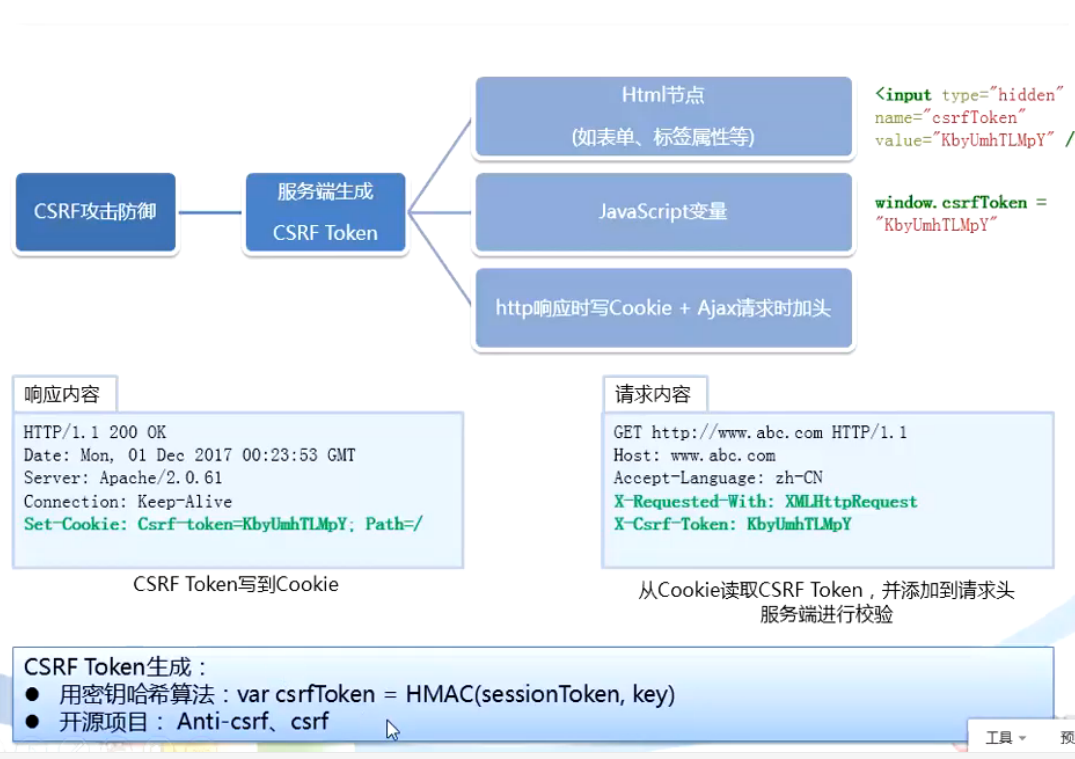 Html节点
(如表单、标签属性等)
<input type="hidden"
name="csrfToken"
value="KbyUmhTLMpY" /
CSRF攻击防御
服务端生成
CSRF Token
JavaScript变量
window.csrfToken =
"KbyUmhTLMpY"
http响应时写Cookie + Ajax请求时加头
响应内容
HTTP/1.1 200 OK
Date: Mon, 01 Dec 2017 00:23:53 GMT
Server: Apache/2.0.61
Connection: Keep-Alive
Set-Cookie: Csrf-token=KbyUmhTLMpY; Path=/
CSRF Token写到Cookie
请求内容
GET http://www.abc.com HTTP/1.1
Host: www.abc.com
Accept-Language: zh-CN
X-Requested-With: XMLHttpRequest
X-Csrf-Token: KbyUmhTLMpY
从Cookie读取CSRF Token，并添加到请求头
服务端进行校验
CSRF Token生成：
● 用密钥哈希算法：var csrfToken = HMAC(sessionToken, key)
● 开源项目： Anti-csrf、csrf
工具
预